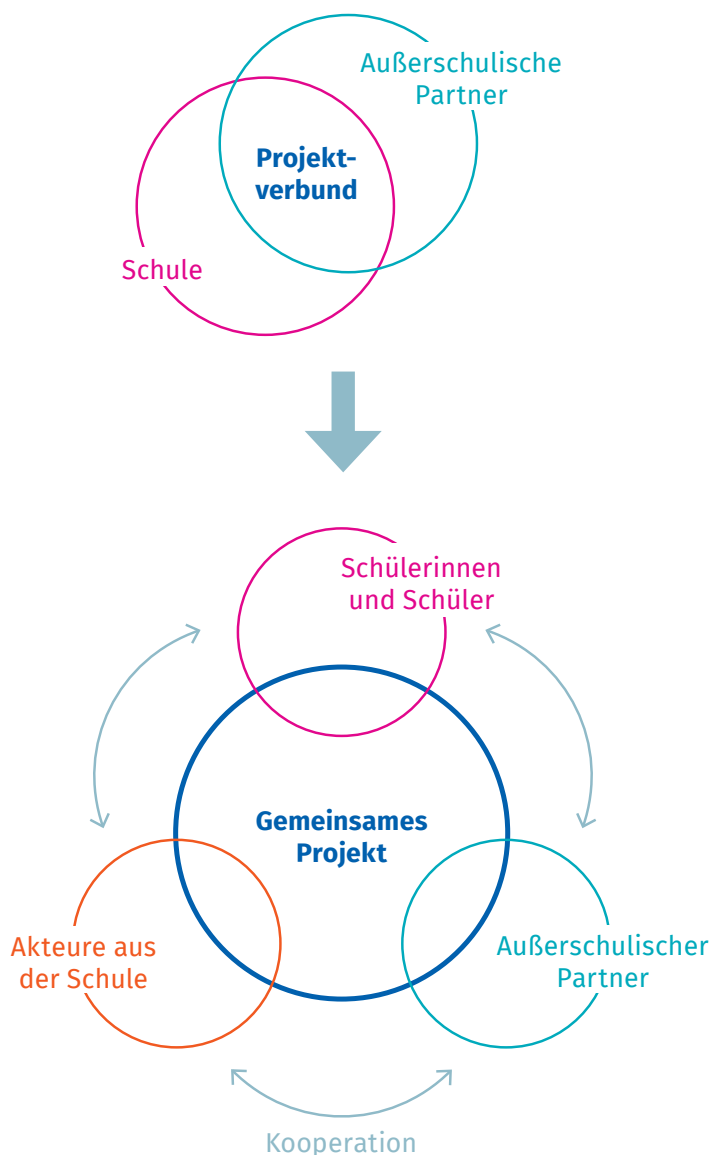 Außerschulische
Partner
Projekt-
verbund
Schule
Schülerinnen
und Schüler
Gemeinsames
Projekt
Akteure aus
der Schule
Außerschulischer
Partner
Kooperation